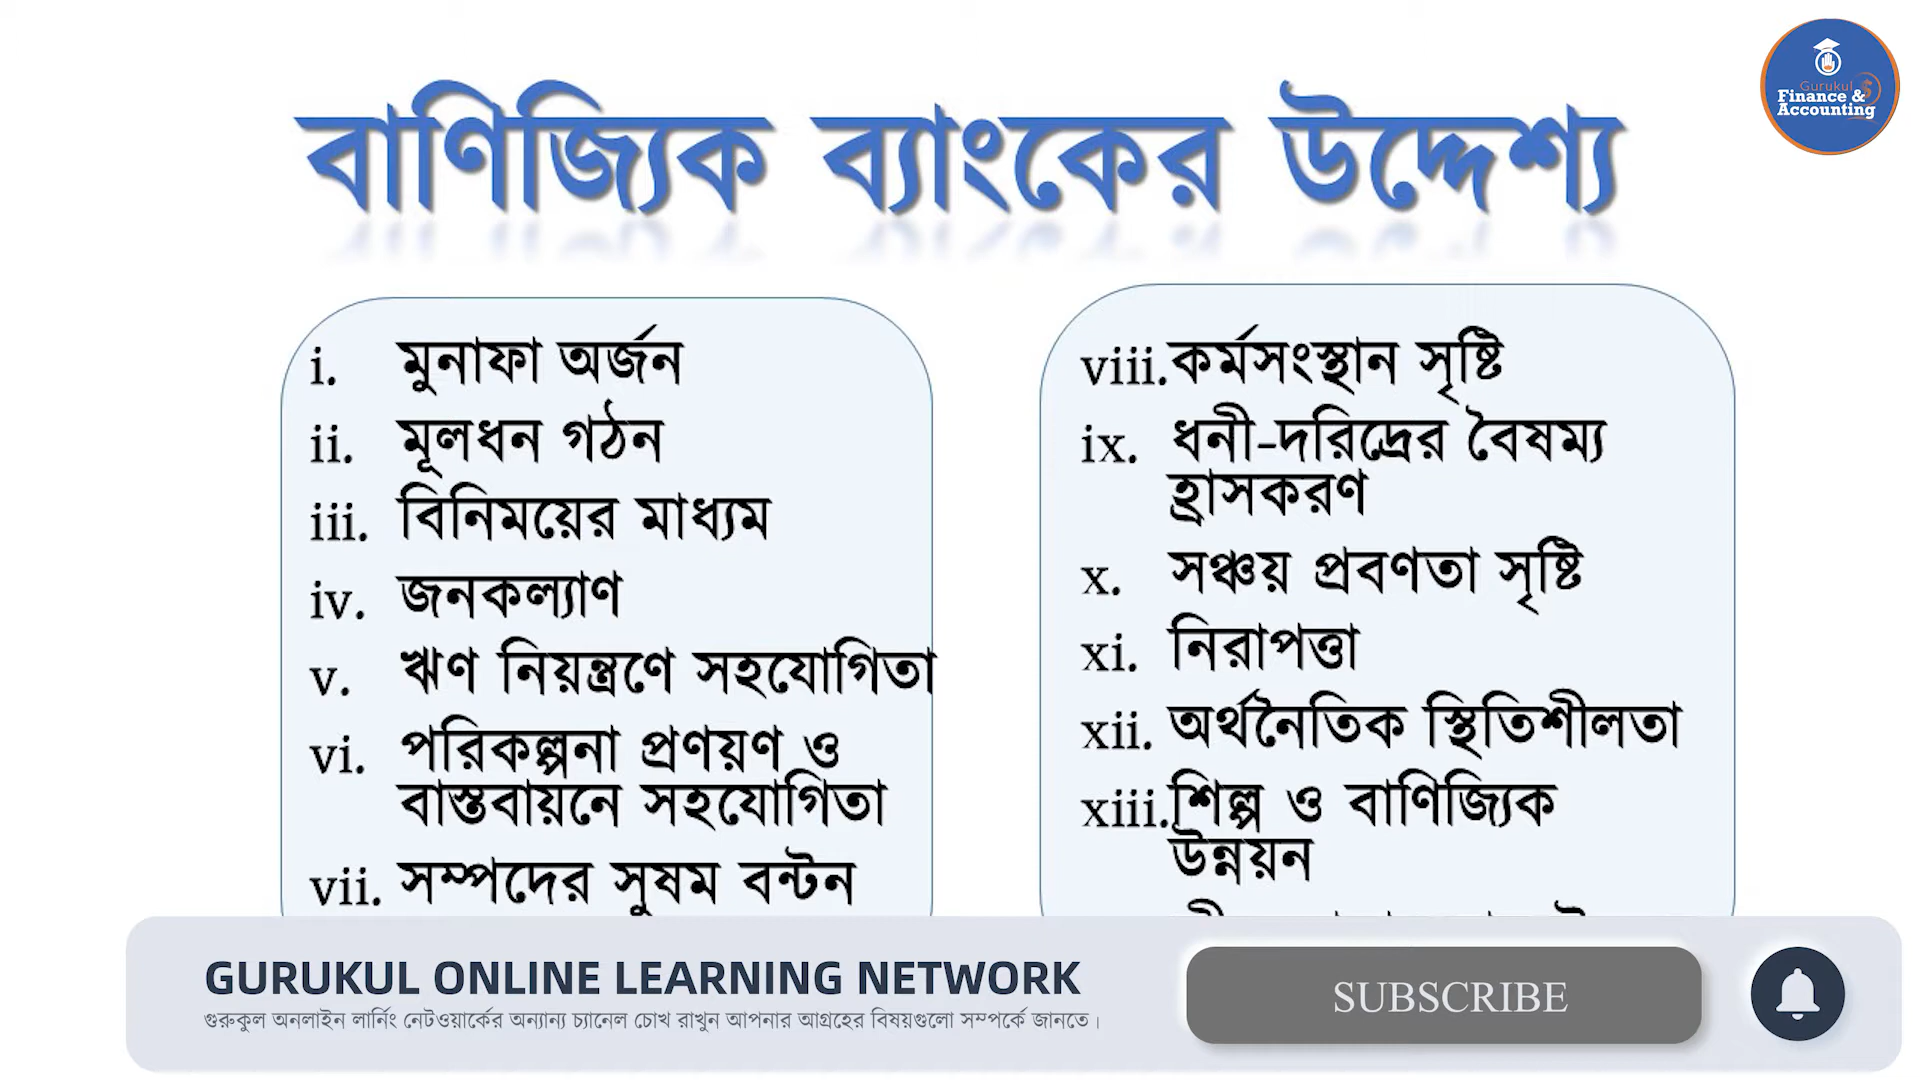 বাণিজ্যিক ব্যাংকের উদ্দেশ্য
Gurukul
Finance &
Accounting
i. মুনাফা অর্জন
ii. মূলধন গঠন
iii. বিনিময়ের মাধ্যম
iv. জনকল্যাণ
v. ঋণ নিয়ন্ত্রণে সহযোগিতা
vi. পরিকল্পনা প্রণয়ণ ও
বাস্তবায়নে সহযোগিতা
vii. সম্পদের সুষম বন্টন
viii. কর্মসংস্থান সৃষ্টি
ix. ধনী-দরিদ্রের বৈষম্য
হ্রাসকরণ
x. সঞ্চয় প্রবণতা সৃষ্টি
xi. নিরাপত্তা
xii. অর্থনৈতিক স্থিতিশীলতা
xiii. শিল্প ও বাণিজ্যিক
উন্নয়ন
GURUKUL ONLINE LEARNING NETWORK
গুরুকুল অনলাইন লার্নিং নেটওয়ার্কের অন্যান্য চ্যানেল চোখ রাখুন আপনার আগ্রহের বিষয়গুলো সম্পর্কে জানতে।
SUBSCRIBE